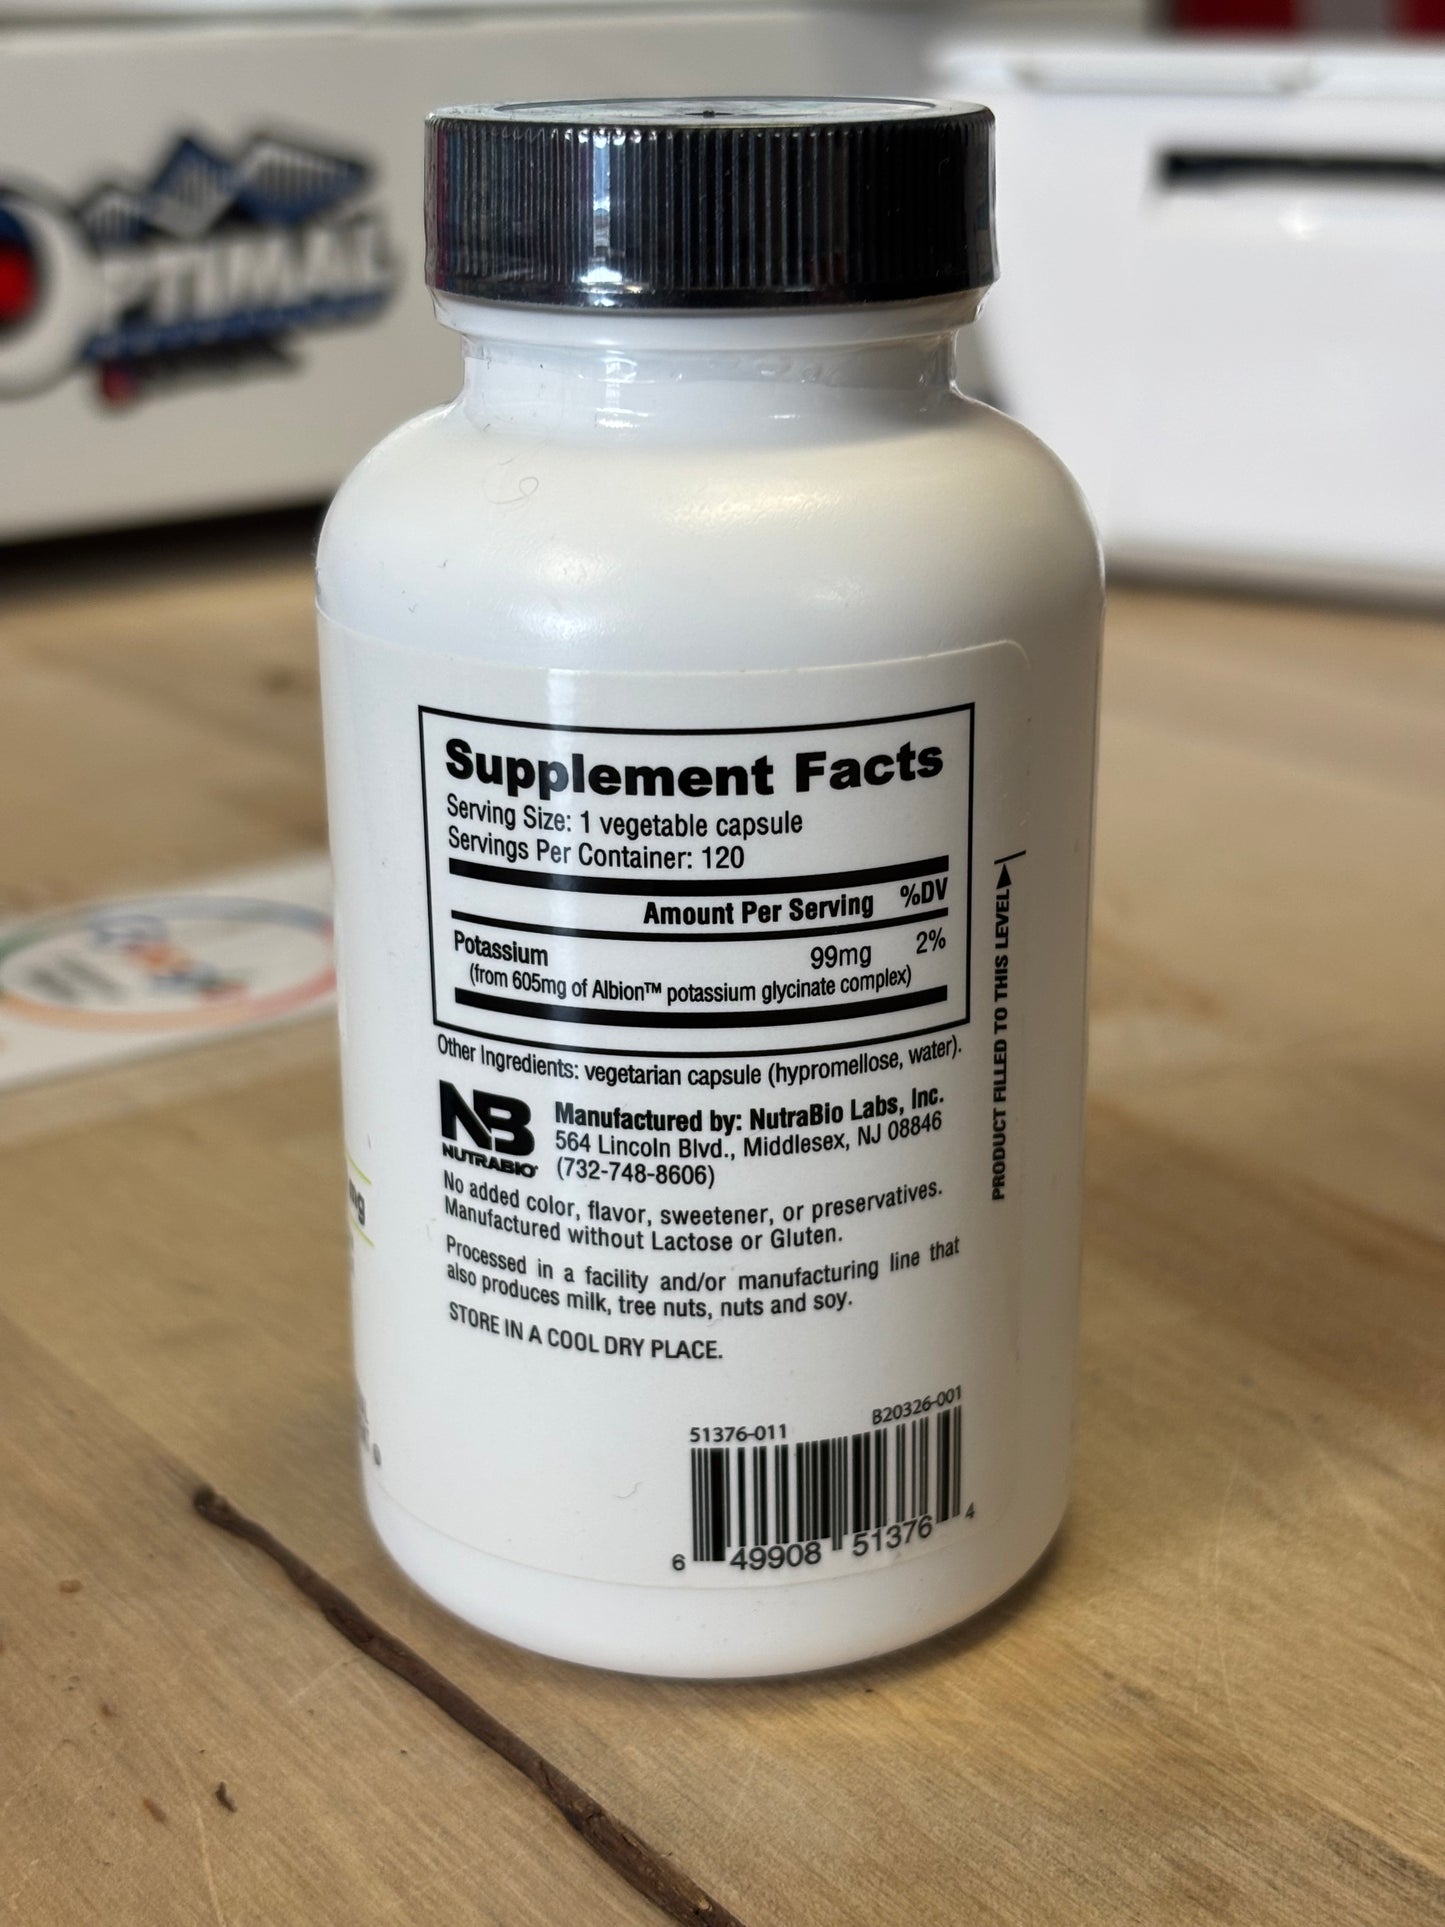 OPTIMAL
Supplement Facts
Serving Size: 1 vegetable capsule
Servings Per Container: 120
Amount Per Serving %DV
Potassium 99mg 2%
(from 605mg of Albion™ potassium glycinate complex)
Other Ingredients: vegetarian capsule (hypromellose, water).
NB
NUTRABIO®
Manufactured by: NutraBio Labs, Inc.
564 Lincoln Blvd., Middlesex, NJ 08846
(732-748-8606)
No added color, flavor, sweetener, or preservatives.
Manufactured without Lactose or Gluten.
Processed in a facility and/or manufacturing line that
also produces milk, tree nuts, nuts and soy.
STORE IN A COOL DRY PLACE.
51376-011 B20326-001
6 49908 51376 4
PRODUCT FILLED TO THIS LEVEL
mg